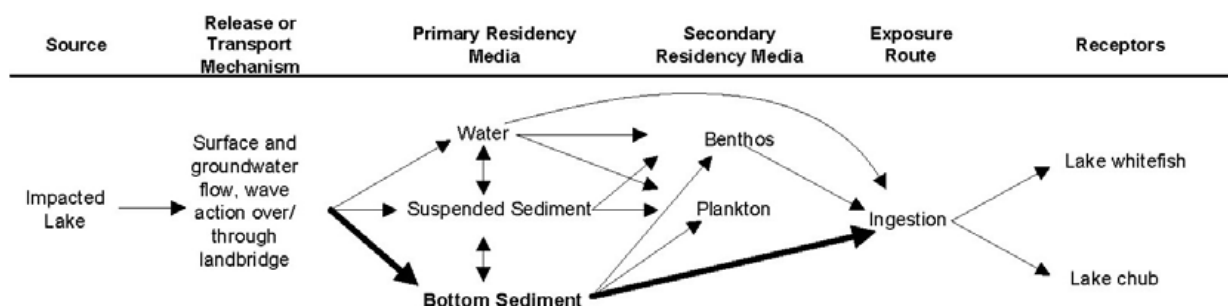 Source
Release or
Transport
Mechanism
Primary Residency
Media
Secondary
Residency Media
Exposure
Route
Receptors
Impacted
Lake
Surface and
groundwater
flow, wave
action over/
through
landbridge
Water
Suspended Sediment
Bottom Sediment
Benthos
Plankton
Ingestion
Lake whitefish
Lake chub